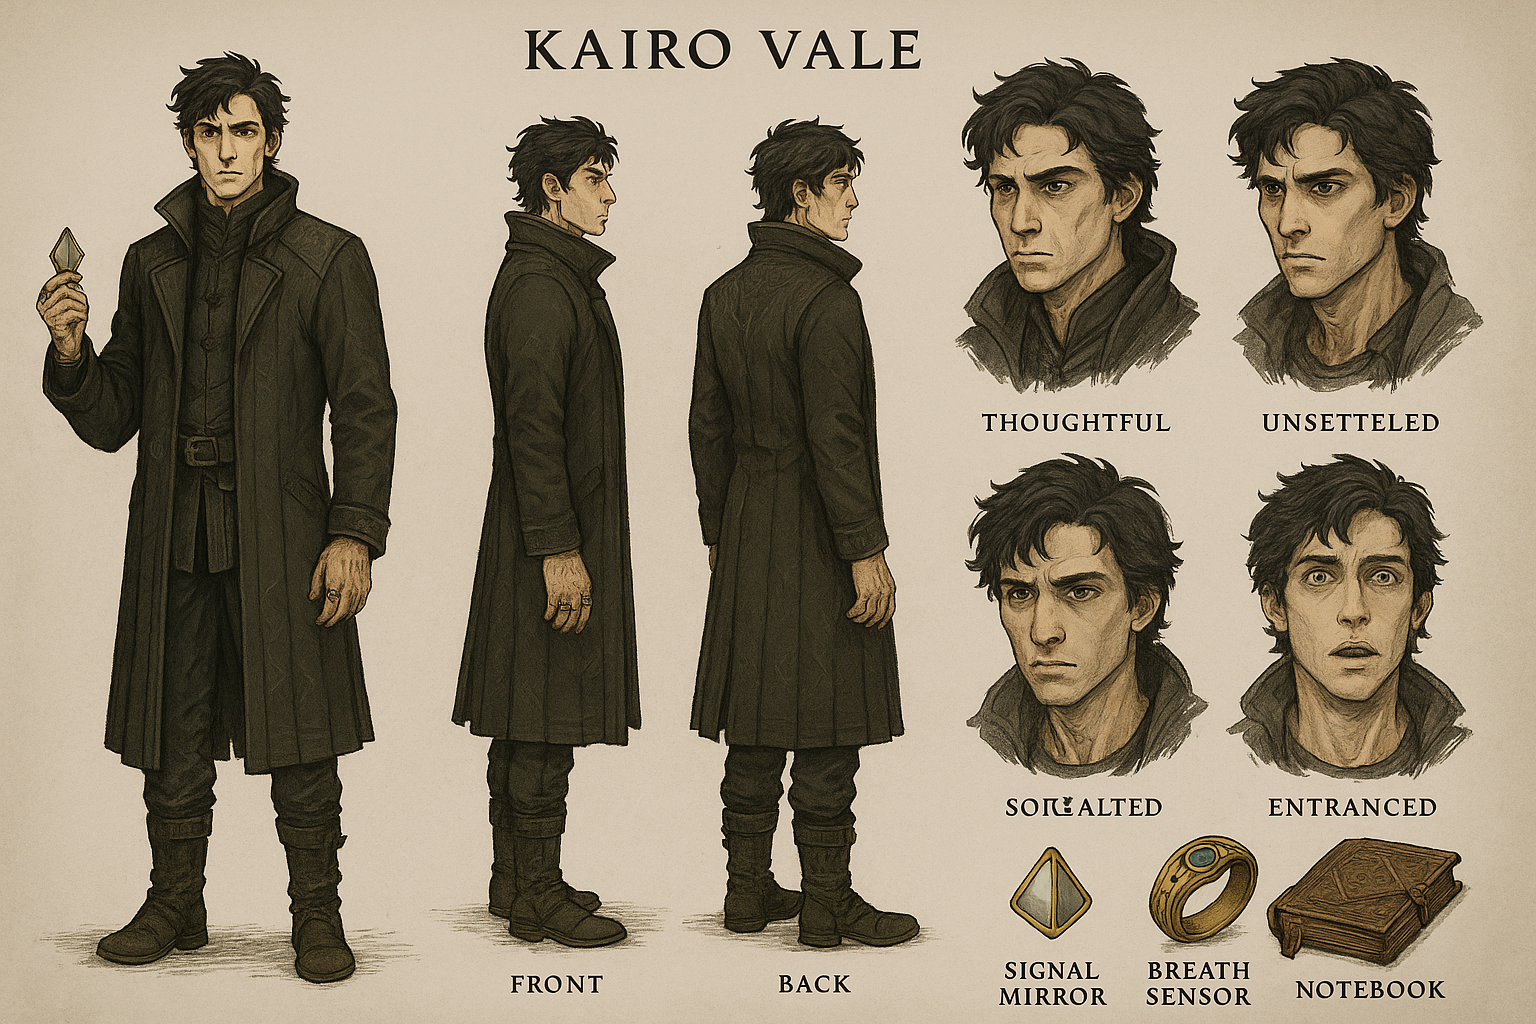 KAIRO VALE
THOUGHTFUL
UNSETTELED
ENTRANCED
SIGNAL
MIRROR
BREATH
SENSOR
NOTEBOOK
FRONT
BACK